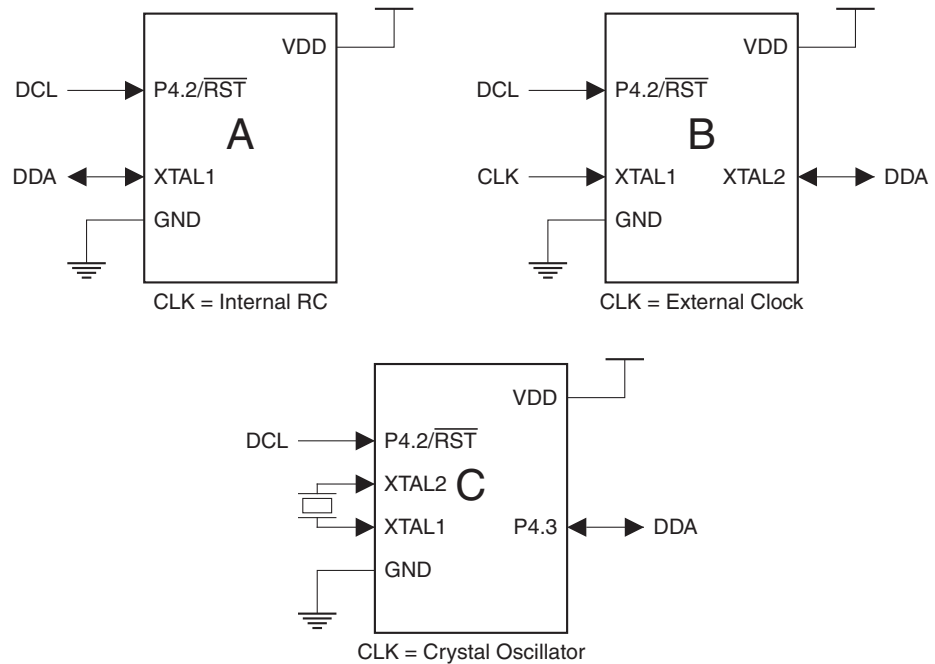 VDD
DCL
P4.2/RST
A
DDA
XTAL1
GND
CLK = Internal RC
VDD
DCL
P4.2/RST
B
CLK
XTAL1
XTAL2
DDA
GND
CLK = External Clock
VDD
DCL
P4.2/RST
XTAL2
C
XTAL1
P4.3
DDA
GND
CLK = Crystal Oscillator